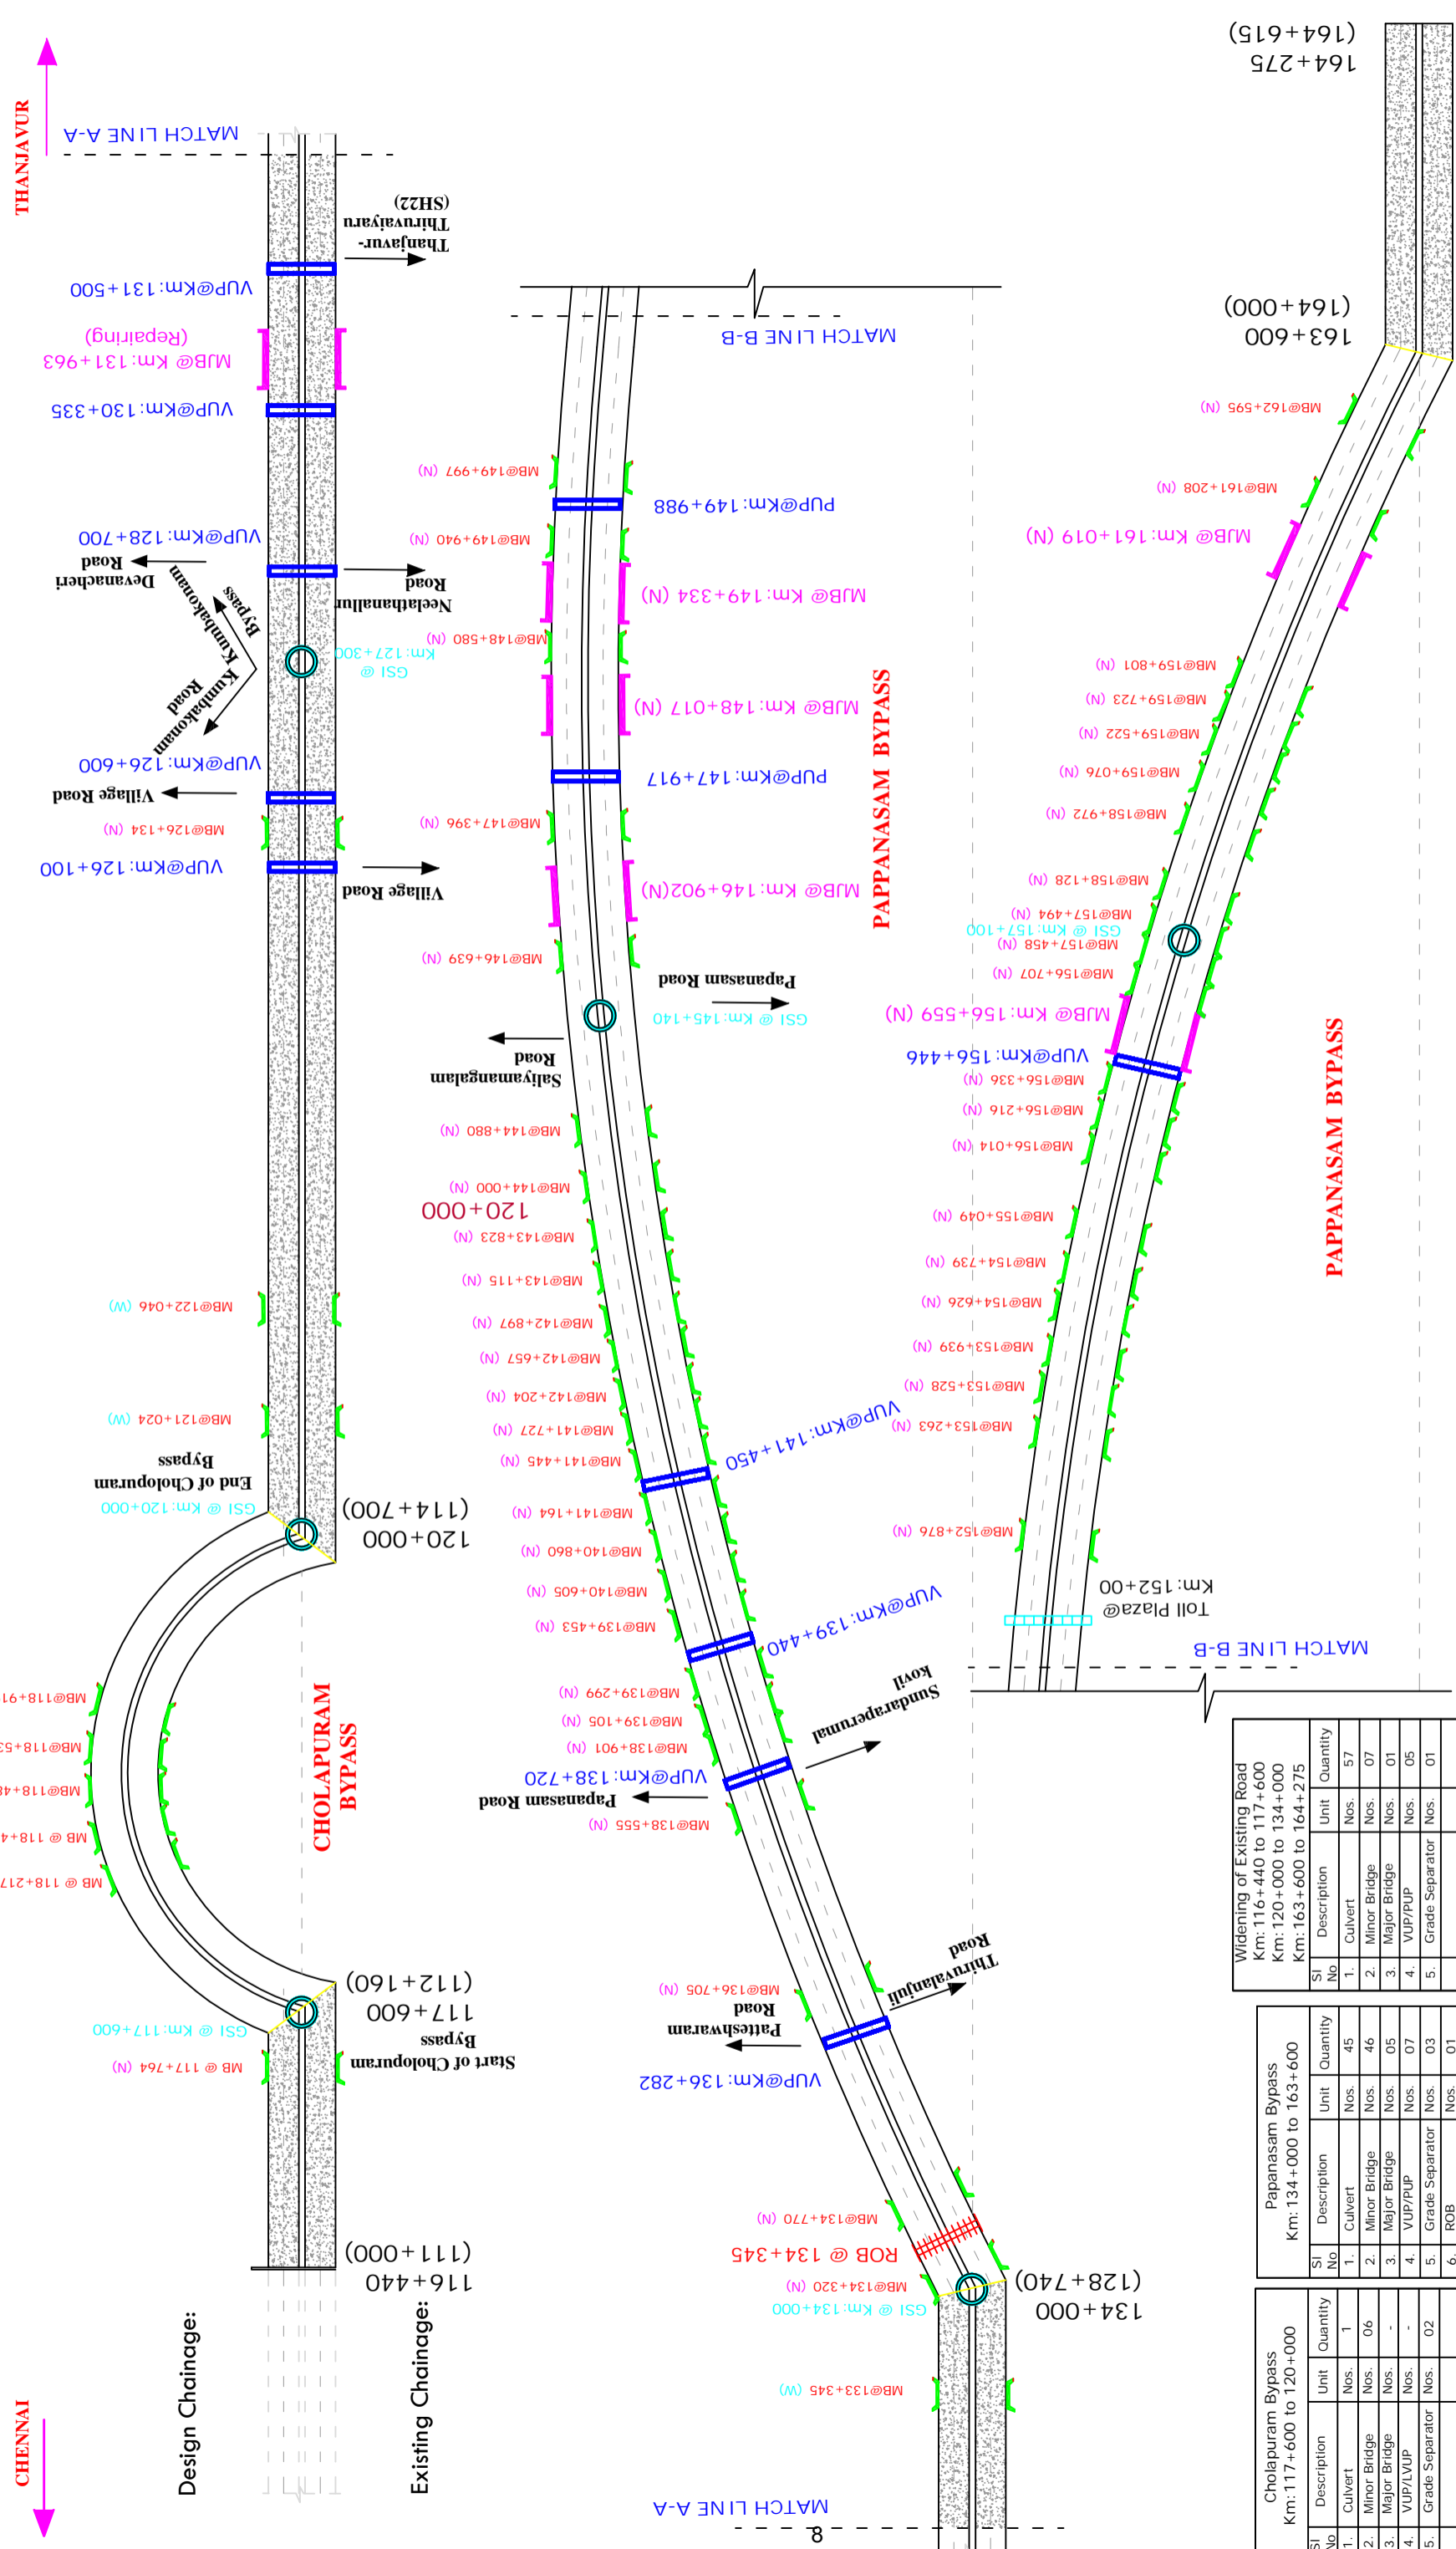 THANJAVUR
CHENNAI
Design Chainage:
Existing Chainage:
116+440
(111+000)
MB @ 117+764 (N)
Start of Cholopuram
Bypass
GSI @ Km:117+600
117+600
(112+160)
MB @ 118+217
MB @ 118+4
MB@118+48
MB@118+53
MB@118+91
CHOLAPURAM
BYPASS
120+000
(114+700)
GSI @ Km:120+000
End of Cholopuram
Bypass
MB@121+024 (W)
MB@122+046 (W)
VUP@Km:126+100
Village Road
MB@126+134 (N)
Village Road
VUP@Km:126+600
Kumbakonam
Road
Kumbakonam
Bypass
GSI @
Km:127+300
Neelathanallur
Road
Devanacheri
Road
VUP@Km:128+700
VUP@Km:130+335
MJB@ Km:131+963
(Repairing)
VUP@Km:131+500
Thanjavur-
Thiruvaiyaru
(SH22)
MATCH LINE A-A
MATCH LINE A-A
8
MB@133+345 (W)
134+000
(128+740)
GSI @ Km:134+000
MB@134+320 (N)
ROB @ 134+345
MB@134+770 (N)
VUP@Km:136+282
Patteshwaram
Road
Thiruvalanjuli
Road
MB@136+705 (N)
MB@138+555 (N)
Papanasam Road
VUP@Km:138+720
Sundaraperumal
kovil
MB@138+901 (N)
MB@139+105 (N)
MB@139+299 (N)
VUP@Km:139+440
MB@139+453 (N)
MB@140+605 (N)
MB@140+860 (N)
MB@141+164 (N)
VUP@Km:141+450
MB@141+445 (N)
MB@141+727 (N)
MB@142+204 (N)
MB@142+657 (N)
MB@142+897 (N)
MB@143+115 (N)
MB@143+823 (N)
120+000
MB@144+000 (N)
MB@144+880 (N)
Saliyamangalam
Road
GSI @ Km:145+140
Papanasam Road
MB@146+639 (N)
MJB@ Km:146+902(N)
MB@147+396 (N)
PUP@Km:147+917
MJB@ Km:148+017 (N)
MB@148+580 (N)
MJB@ Km:149+334 (N)
MB@149+940 (N)
PUP@Km:149+988
MB@149+997 (N)
PAPPANASAM BYPASS
MATCH LINE B-B
MATCH LINE B-B
Toll Plaza@
Km:152+00
MB@152+876 (N)
MB@153+263 (N)
MB@153+528 (N)
MB@153+939 (N)
MB@154+626 (N)
MB@154+739 (N)
MB@155+049 (N)
MB@156+014 (N)
MB@156+216 (N)
MB@156+336 (N)
VUP@Km:156+446
MJB@ Km:156+559 (N)
MB@156+707 (N)
MB@157+458 (N)
GSI @ Km:157+100
MB@157+494 (N)
MB@158+128 (N)
MB@158+972 (N)
MB@159+076 (N)
MB@159+522 (N)
MB@159+723 (N)
MB@159+801 (N)
MJB@ Km:161+019 (N)
MB@161+208 (N)
MB@162+595 (N)
PAPPANASAM BYPASS
163+600
(164+000)
164+275
(164+615)
Cholapuram Bypass
Km:117+600 to 120+000
Sl No Description Unit Quantity
1. Culvert Nos. 1
2. Minor Bridge Nos. 06
3. Major Bridge Nos. -
4. VUP/LVUP Nos. -
5. Grade Separator Nos. 02
Papanasam Bypass
Km:134+000 to 163+600
Sl No Description Unit Quantity
1. Culvert Nos. 45
2. Minor Bridge Nos. 46
3. Major Bridge Nos. 05
4. VUP/PUP Nos. 07
5. Grade Separator Nos. 03
6. ROB Nos. 01
Widening of Existing Road
Km:116+440 to 117+600
Km:120+000 to 134+000
Km:163+600 to 164+275
Sl No Description Unit Quantity
1. Culvert Nos. 57
2. Minor Bridge Nos. 07
3. Major Bridge Nos. 01
4. VUP/PUP Nos. 05
5. Grade Separator Nos. 01